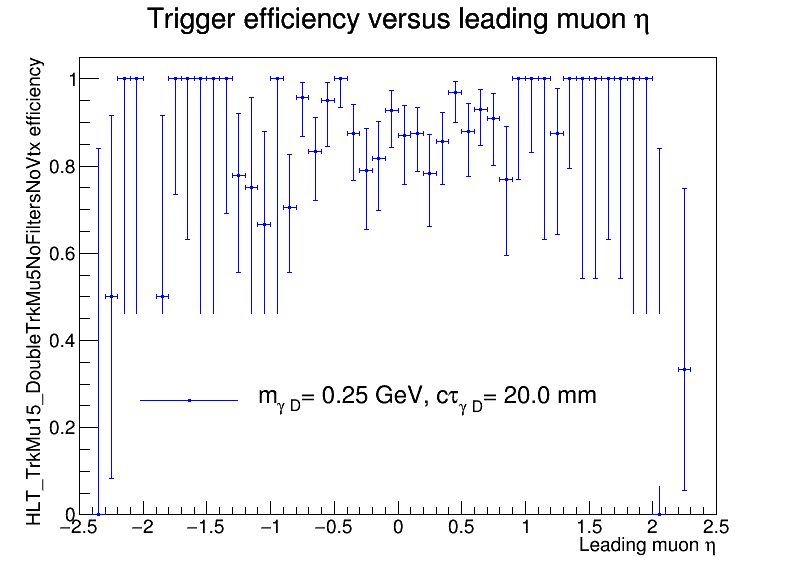 Trigger efficiency versus leading muon η
HLT_TrkMu15_DoubleTrkMu5NoFiltersNoVtx efficiency
1
0.8
0.6
0.4
0.2
0
m_γ D= 0.25 GeV, cτ_γ D= 20.0 mm
−2.5 −2 −1.5 −1 −0.5 0 0.5 1 1.5 2 2.5
Leading muon η